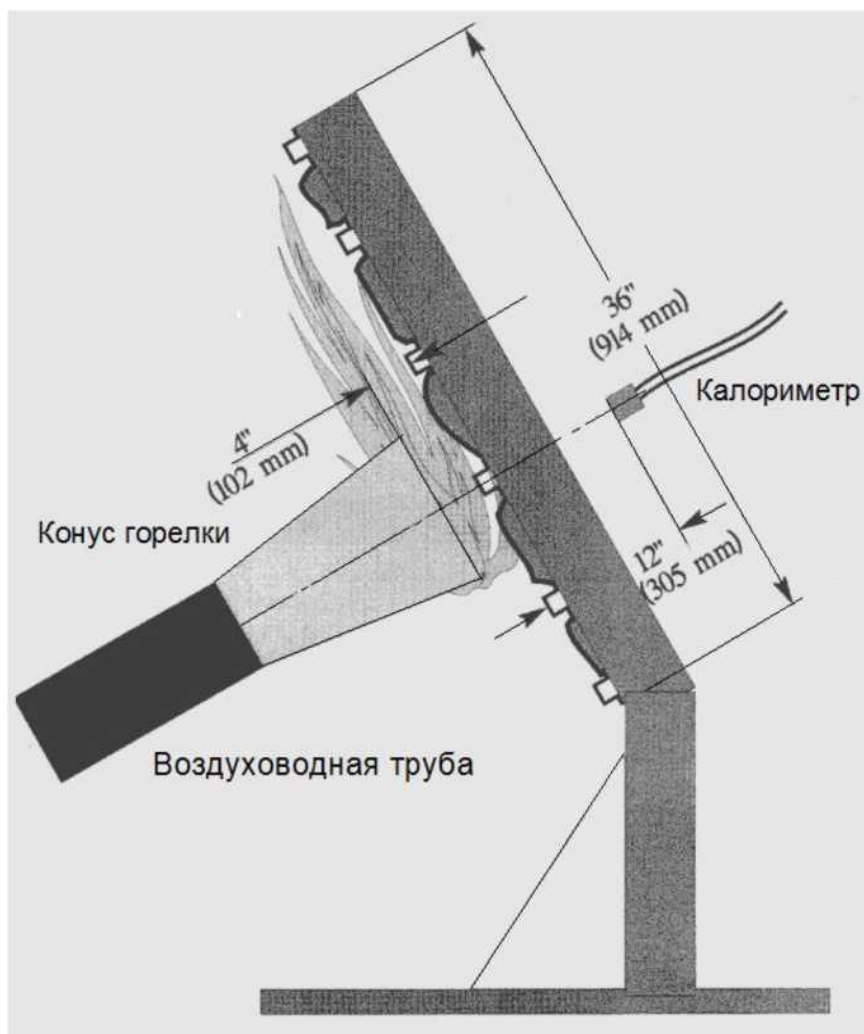 36"
(914 mm)
Калориметр
4"
(102 mm)
Конус горелки
12"
(305 mm)
Воздуховодная труба